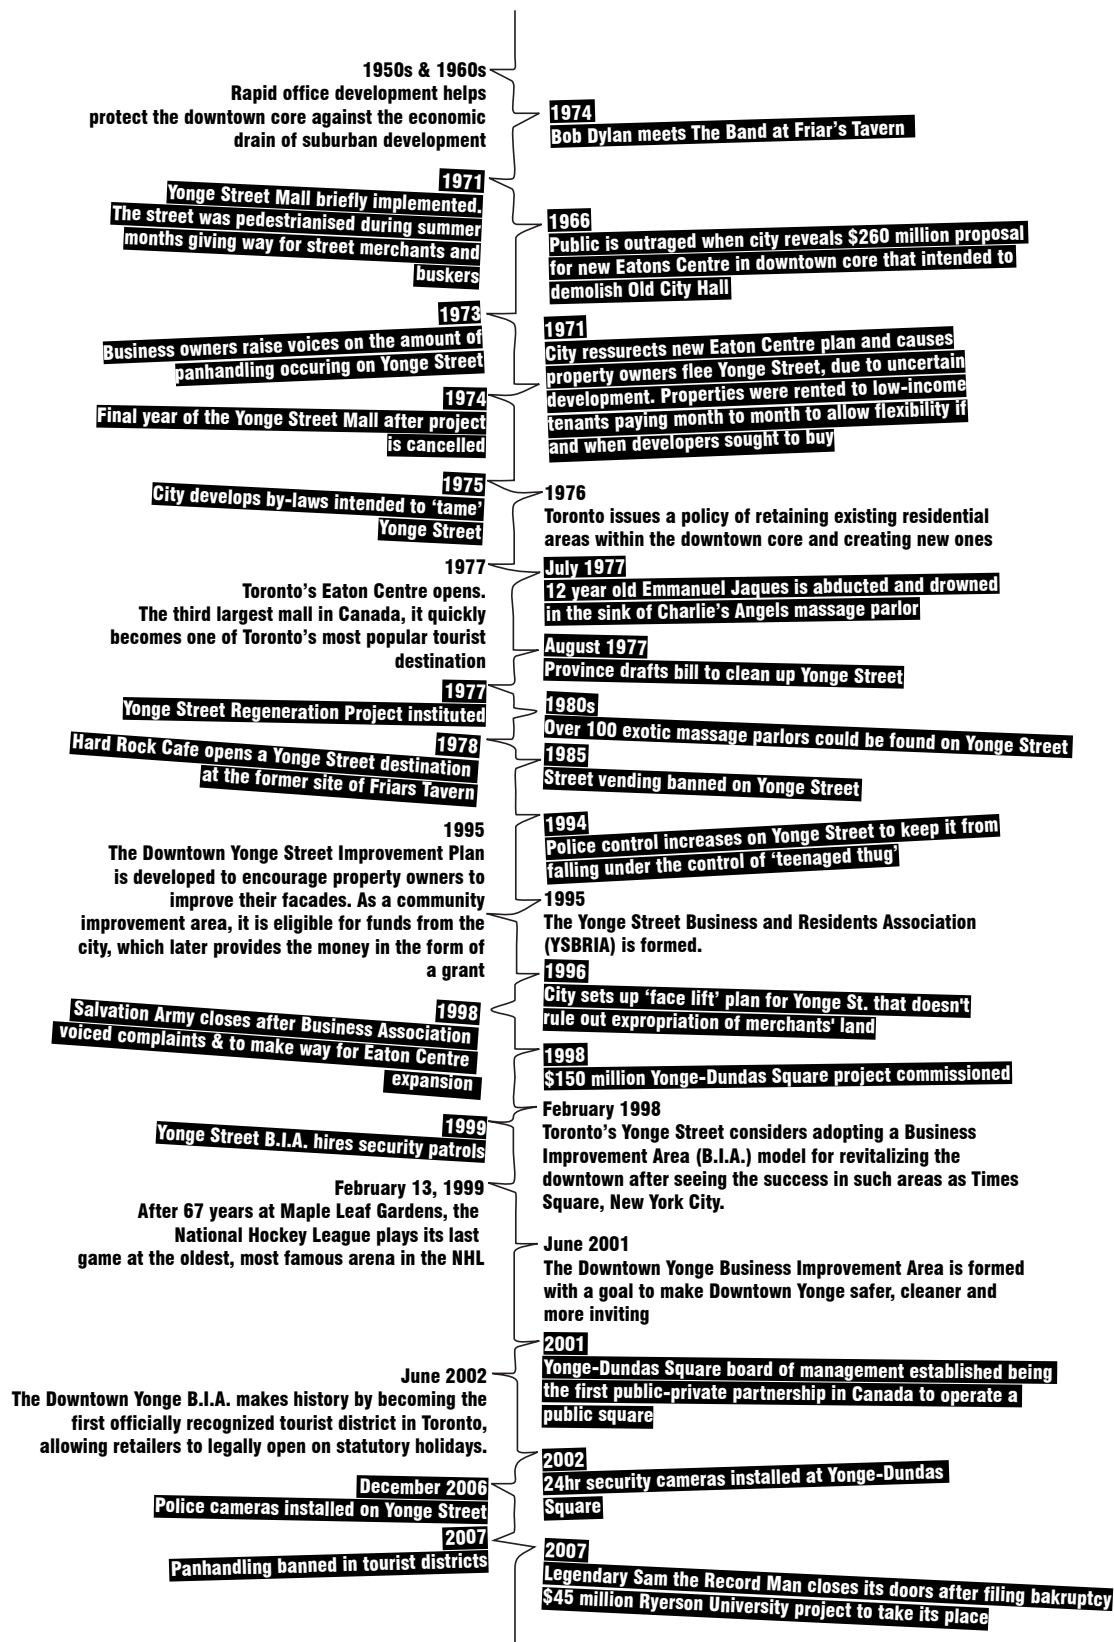 1950s & 1960s
Rapid office development helps
protect the downtown core against the economic
drain of suburban development
1974
Bob Dylan meets The Band at Friar’s Tavern
1971
Yonge Street Mall briefly implemented.
The street was pedestrianised during summer
months giving way for street merchants and
buskers
1966
Public is outraged when city reveals $260 million proposal
for new Eatons Centre in downtown core that intended to
demolish Old City Hall
1973
Business owners raise voices on the amount of
panhandling occuring on Yonge Street
1971
City ressurects new Eaton Centre plan and causes
property owners flee Yonge Street, due to uncertain
development. Properties were rented to low-income
tenants paying month to month to allow flexibility if
and when developers sought to buy
1974
Final year of the Yonge Street Mall after project
is cancelled
1975
City develops by-laws intended to ‘tame’
Yonge Street
1976
Toronto issues a policy of retaining existing residential
areas within the downtown core and creating new ones
1977
Toronto’s Eaton Centre opens.
The third largest mall in Canada, it quickly
becomes one of Toronto’s most popular tourist
destination
July 1977
12 year old Emmanuel Jaques is abducted and drowned
in the sink of Charlie’s Angels massage parlor
August 1977
Province drafts bill to clean up Yonge Street
1977
Yonge Street Regeneration Project instituted
1980s
Over 100 exotic massage parlors could be found on Yonge Street
1978
Hard Rock Cafe opens a Yonge Street destination
at the former site of Friars Tavern
1985
Street vending banned on Yonge Street
1994
Police control increases on Yonge Street to keep it from
falling under the control of ‘teenaged thug’
1995
The Downtown Yonge Street Improvement Plan
is developed to encourage property owners to
improve their facades. As a community
improvement area, it is eligible for funds from the
city, which later provides the money in the form of
a grant
1995
The Yonge Street Business and Residents Association
(YSBRIA) is formed.
1996
City sets up ‘face lift’ plan for Yonge St. that doesn't
rule out expropriation of merchants' land
1998
Salvation Army closes after Business Association
voiced complaints & to make way for Eaton Centre
expansion
1998
$150 million Yonge-Dundas Square project commissioned
February 1998
Toronto’s Yonge Street considers adopting a Business
Improvement Area (B.I.A.) model for revitalizing the
downtown after seeing the success in such areas as Times
Square, New York City.
1999
Yonge Street B.I.A. hires security patrols
February 13, 1999
After 67 years at Maple Leaf Gardens, the
National Hockey League plays its last
game at the oldest, most famous arena in the NHL
June 2001
The Downtown Yonge Business Improvement Area is formed
with a goal to make Downtown Yonge safer, cleaner and
more inviting
2001
Yonge-Dundas Square board of management established being
the first public-private partnership in Canada to operate a
public square
June 2002
The Downtown Yonge B.I.A. makes history by becoming the
first officially recognized tourist district in Toronto,
allowing retailers to legally open on statutory holidays.
2002
24hr security cameras installed at Yonge-Dundas
Square
December 2006
Police cameras installed on Yonge Street
2007
Panhandling banned in tourist districts
2007
Legendary Sam the Record Man closes its doors after filing bakruptcy
$45 million Ryerson University project to take its place